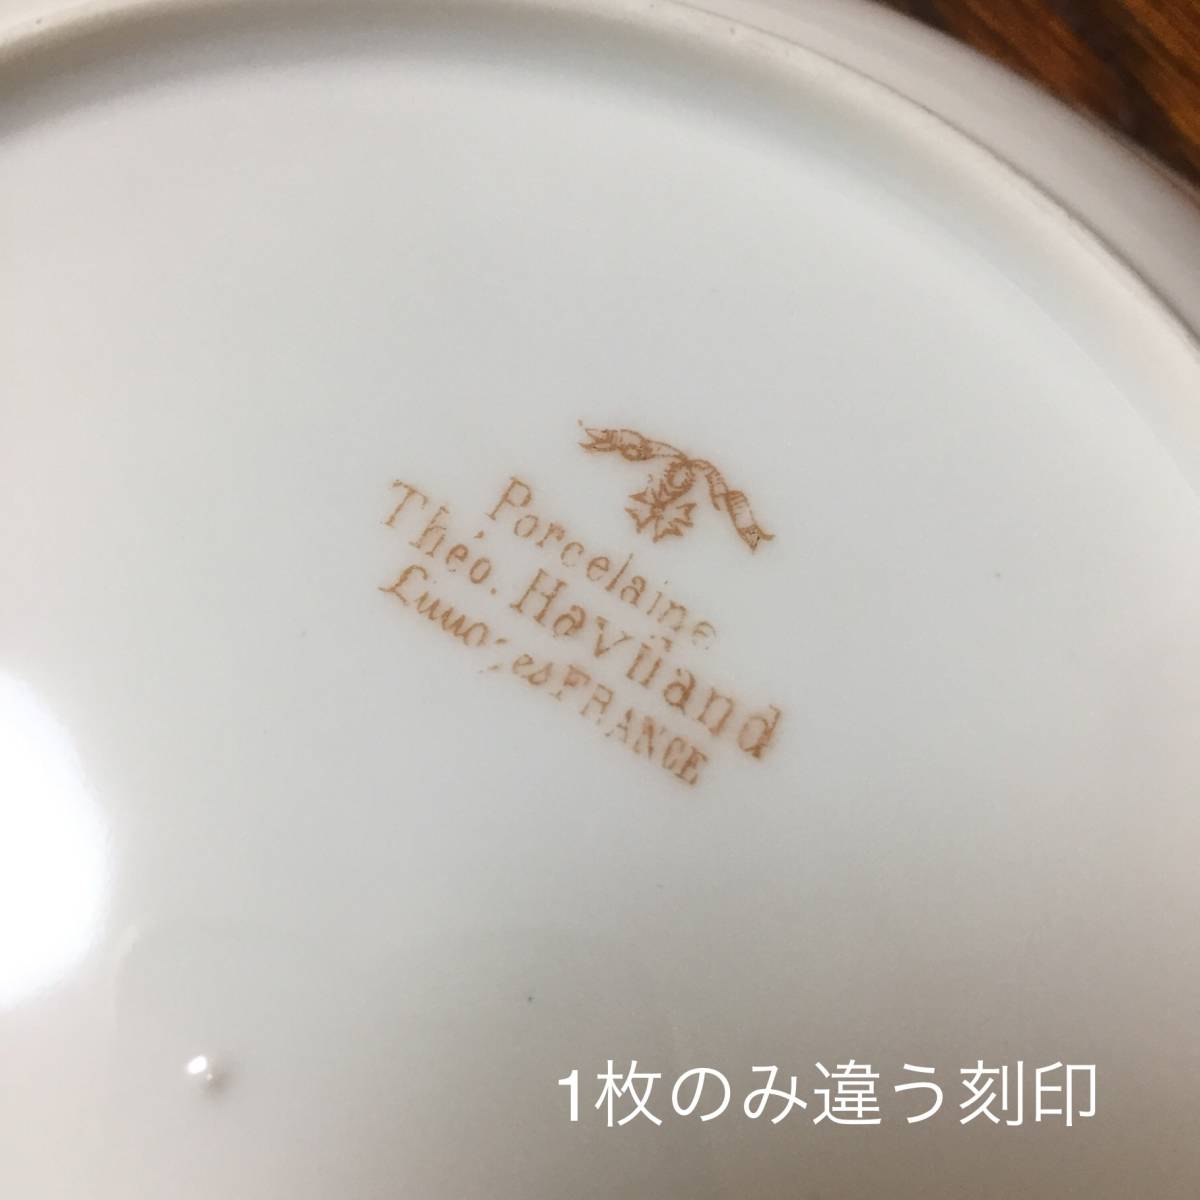 Porcelaine
Théo. Haviland
Limoges FRANCE
1枚のみ違う刻印